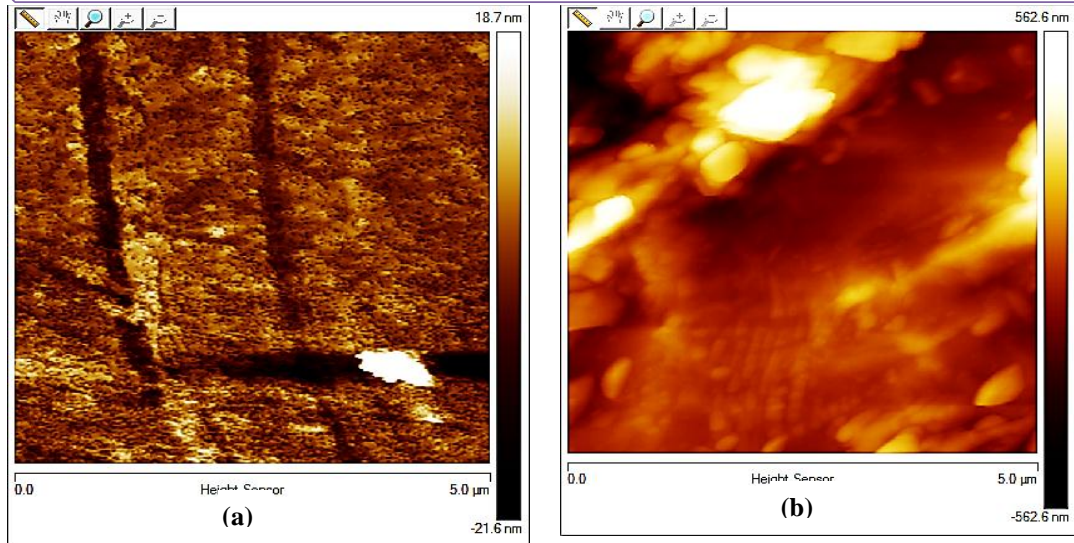 18.7 nm
0.0
Height Sensor
5.0 µm
(a)
-21.6 nm
562.6 nm
0.0
Height Sensor
5.0 µm
(b)
-562.6 nm